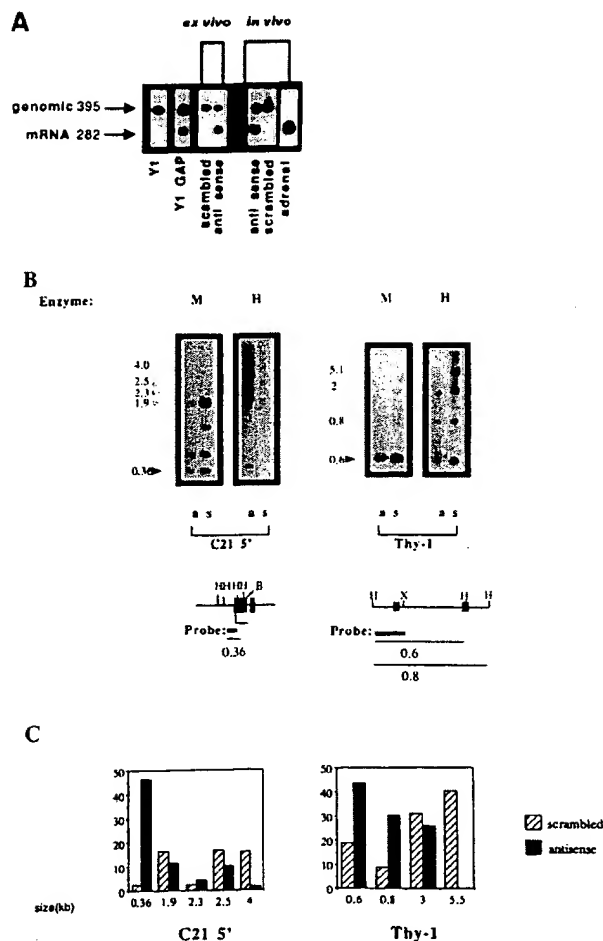 A
ex vivo in vivo
genomic 395
mRNA 282
Y1
Y1 GAP
scambled
anti sense
anti sense
scrambled
adrenal
B
Enzyme: M H M H
4.0
2.5
2.3
1.9
0.36
5.1
2
0.8
0.6
a s a s a s a s
C21 5' Thy-1
B
H X H H
Probe: Probe:
0.36 0.6
0.8
C
50 50
40 40
30 30
20 20
10 10
0 0
scrambled
antisense
size(kb) 0.36 1.9 2.3 2.5 4 0.6 0.8 3 5.5
C21 5' Thy-1